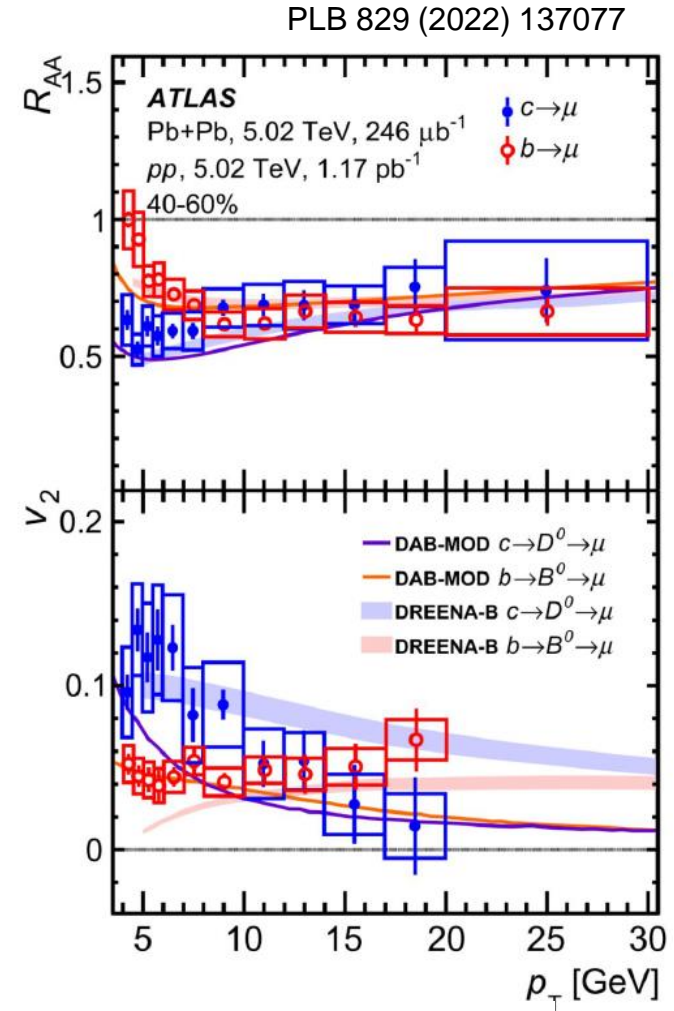 PLB 829 (2022) 137077
R_AA
1.5
1
0.5
ATLAS
Pb+Pb, 5.02 TeV, 246 μb⁻¹
pp, 5.02 TeV, 1.17 pb⁻¹
40-60%
c→μ
b→μ
v₂
0.2
0.1
0
DAB-MOD c→D⁰→μ
DAB-MOD b→B⁰→μ
DREENA-B c→D⁰→μ
DREENA-B b→B⁰→μ
5 10 15 20 25 30
p_T [GeV]